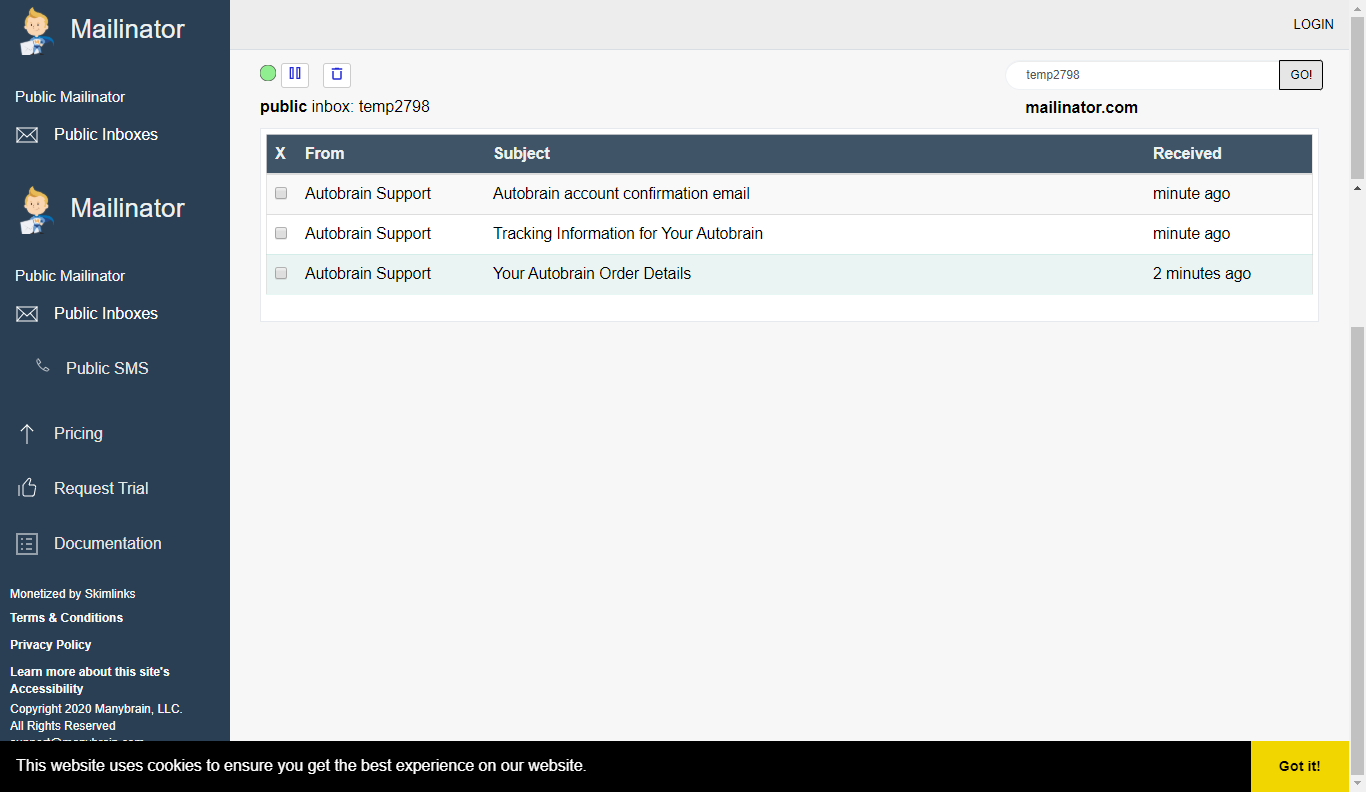 Mailinator
Public Mailinator
Public Inboxes
Mailinator
Public Mailinator
Public Inboxes
Public SMS
Pricing
Request Trial
Documentation
Monetized by Skimlinks
Terms & Conditions
Privacy Policy
Learn more about this site's
Accessibility
Copyright 2020 Manybrain, LLC.
All Rights Reserved
LOGIN
temp2798 GO!
public inbox: temp2798 mailinator.com
X From Subject Received
Autobrain Support Autobrain account confirmation email minute ago
Autobrain Support Tracking Information for Your Autobrain minute ago
Autobrain Support Your Autobrain Order Details 2 minutes ago
This website uses cookies to ensure you get the best experience on our website. Got it!